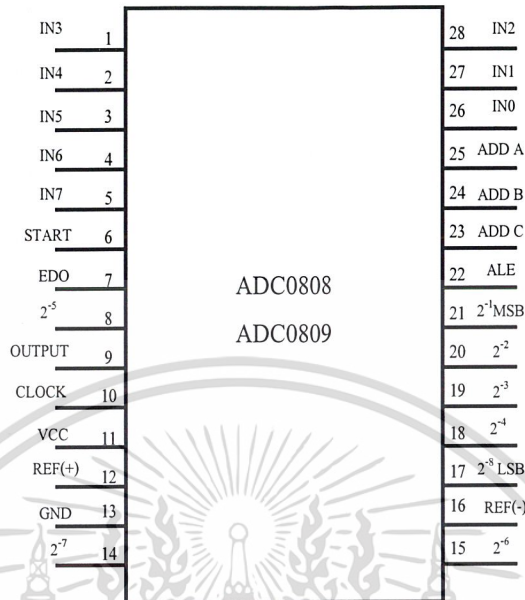 IN3 1
IN4 2
IN5 3
IN6 4
IN7 5
START 6
EDO 7
2⁻⁵ 8
OUTPUT 9
CLOCK 10
VCC 11
REF(+) 12
GND 13
2⁻⁷ 14
ADC0808
ADC0809
28 IN2
27 IN1
26 IN0
25 ADD A
24 ADD B
23 ADD C
22 ALE
21 2⁻¹MSB
20 2⁻²
19 2⁻³
18 2⁻⁴
17 2⁻⁸ LSB
16 REF(-)
15 2⁻⁶